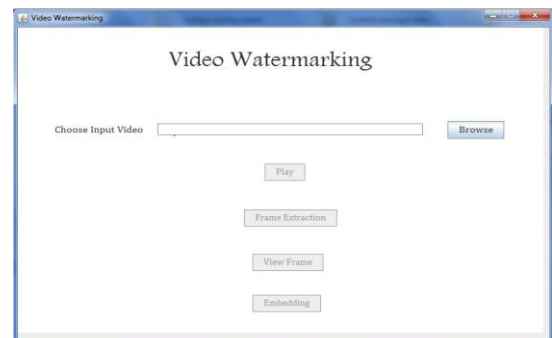 Video Watermarking
Video Watermarking
Choose Input Video
Browse
Play
Frame Extraction
View Frame
Embedding